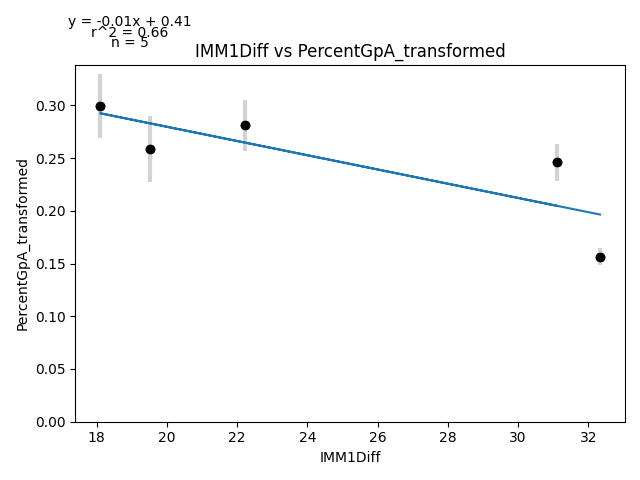 y = -0.01x + 0.41
r^2 = 0.66
n = 5
IMM1Diff vs PercentGpA_transformed
PercentGpA_transformed
0.30
0.25
0.20
0.15
0.10
0.05
0.00
18 20 22 24 26 28 30 32
IMM1Diff